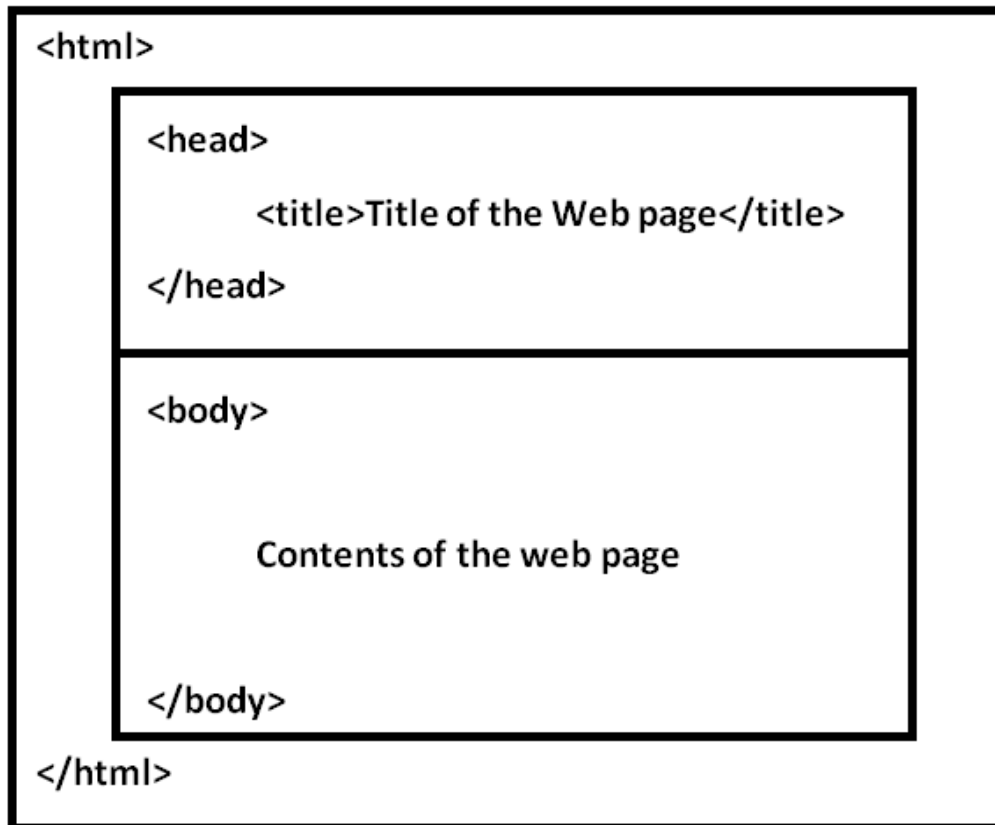 <html>
<head>
<title>Title of the Web page</title>
</head>
<body>
Contents of the web page
</body>
</html>